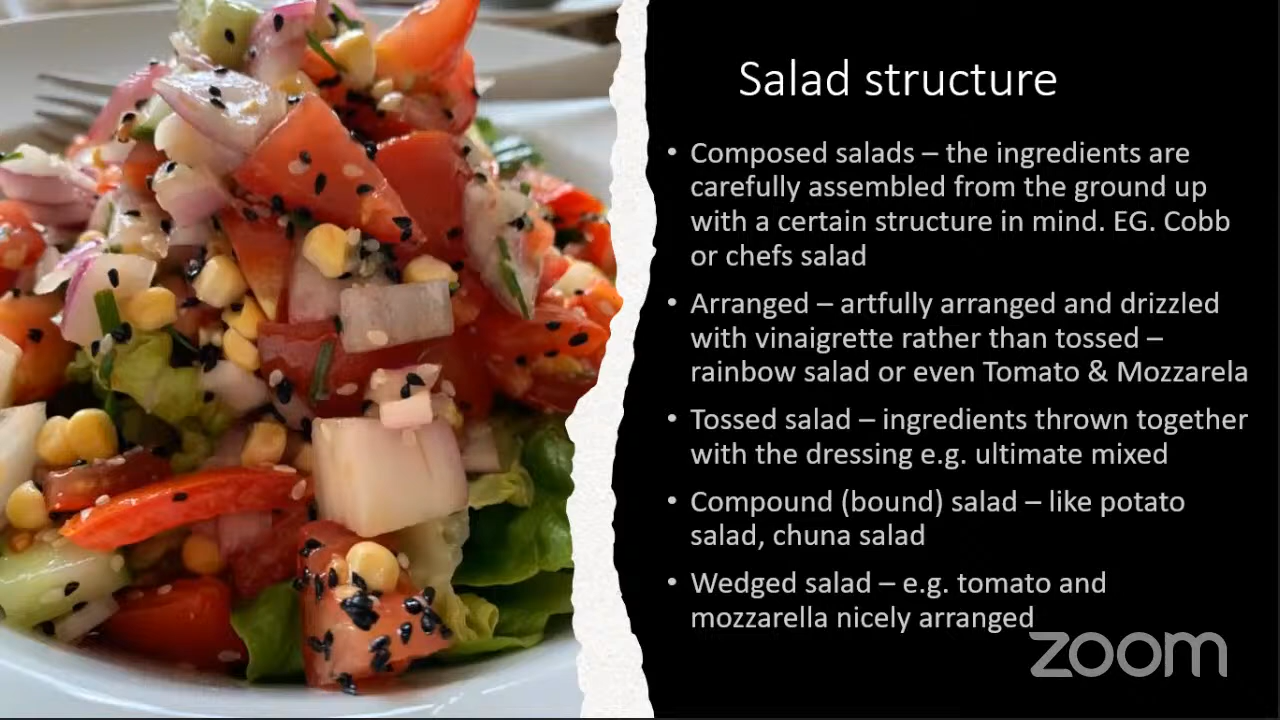 Salad structure
• Composed salads – the ingredients are
carefully assembled from the ground up
with a certain structure in mind. EG. Cobb
or chefs salad
• Arranged – artfully arranged and drizzled
with vinaigrette rather than tossed –
rainbow salad or even Tomato & Mozzarela
• Tossed salad – ingredients thrown together
with the dressing e.g. ultimate mixed
• Compound (bound) salad – like potato
salad, chuna salad
• Wedged salad – e.g. tomato and
mozzarella nicely arranged
zoom